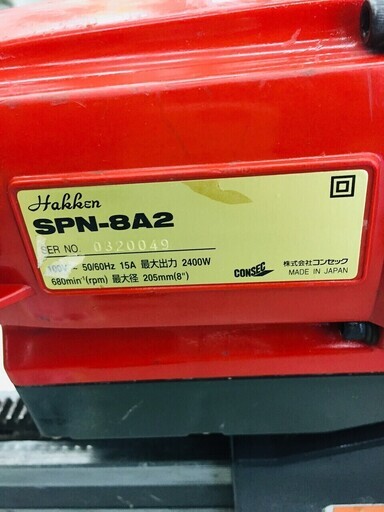 Hakken
SPN-8A2
SER NO. 0320049
100V ~ 50/60Hz 15A 最大出力 2400W
680min⁻¹(rpm) 最大径 205mm(8")
CONSEC
株式会社コンセック
MADE IN JAPAN